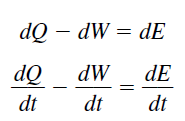 dQ − dW = dE
dQ/dt − dW/dt = dE/dt